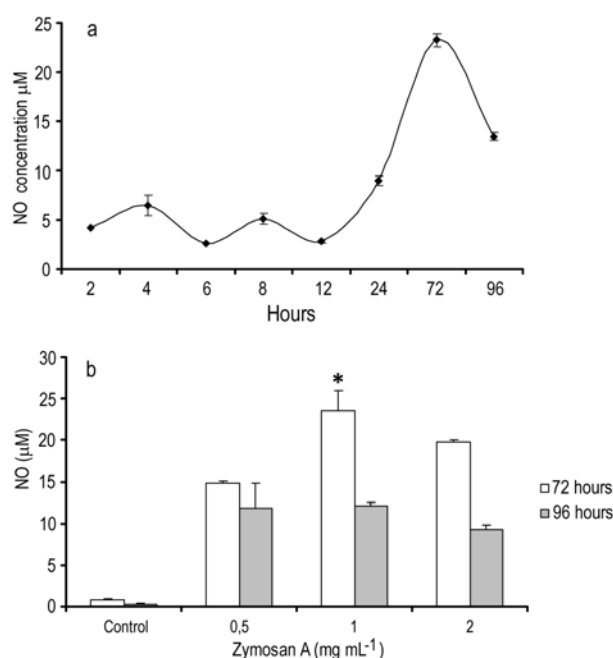 a
25
20
15
10
5
0
NO concentration µM
2 4 6 8 12 24 72 96
Hours
b
30
25
20
15
10
5
0
NO (µM)
*
72 hours
96 hours
Control 0,5 1 2
Zymosan A (mg mL-1)